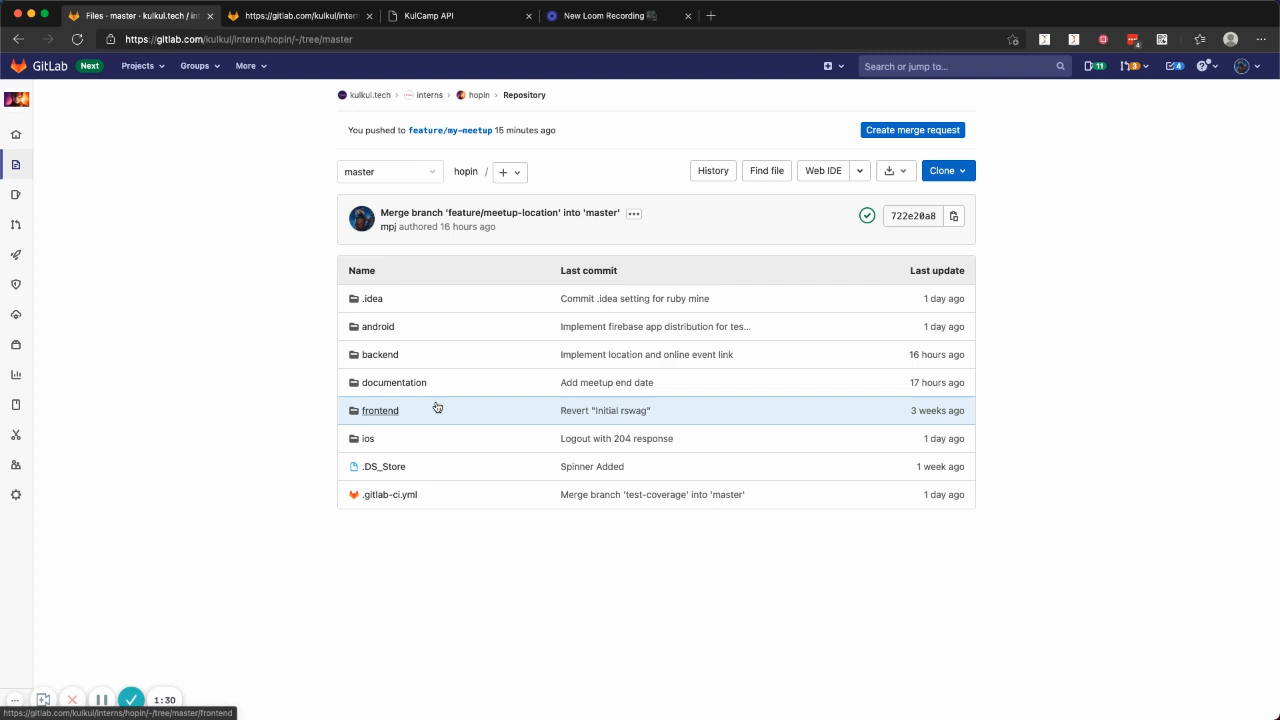 Files · master · kulkul.tech / int
https://gitlab.com/kulkul/intern
KulCamp API
New Loom Recording
https://gitlab.com/kulkul/interns/hopin/-/tree/master
4
GitLab Next Projects Groups More Search or jump to... 11 3 4
kulkul.tech › interns › hopin › Repository
You pushed to feature/my-meetup 15 minutes ago Create merge request
master hopin / + History Find file Web IDE Clone
Merge branch 'feature/meetup-location' into 'master' ···
mpj authored 16 hours ago
722e20a8
Name Last commit Last update
.idea Commit .idea setting for ruby mine 1 day ago
android Implement firebase app distribution for tes... 1 day ago
backend Implement location and online event link 16 hours ago
documentation Add meetup end date 17 hours ago
frontend Revert "Initial rswag" 3 weeks ago
ios Logout with 204 response 1 day ago
.DS_Store Spinner Added 1 week ago
.gitlab-ci.yml Merge branch 'test-coverage' into 'master' 1 day ago
1:30
https://gitlab.com/kulkul/interns/hopin/-/tree/master/frontend